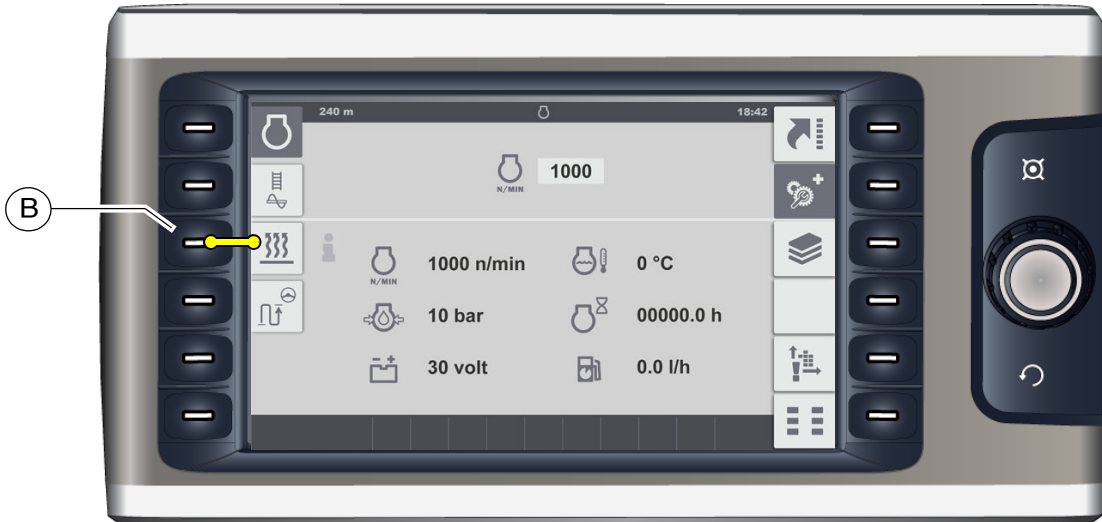 240 m 18:42
N/MIN 1000
B
1000 n/min 0 °C
N/MIN
10 bar 00000.0 h
30 volt 0.0 l/h